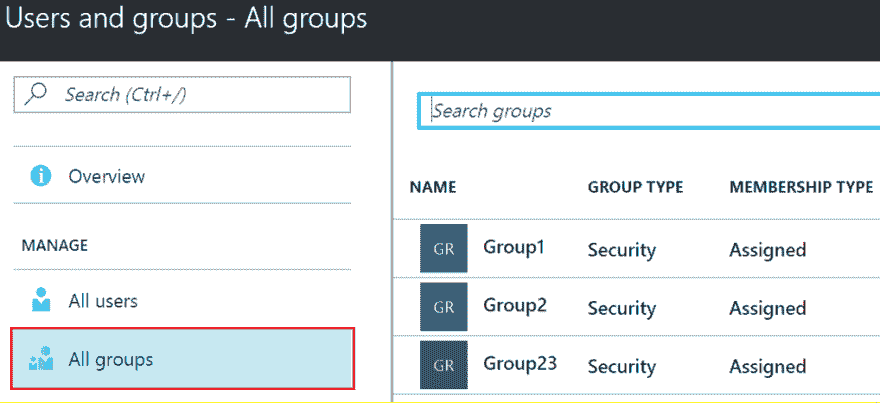 Users and groups - All groups
Search (Ctrl+/)
Overview
MANAGE
All users
All groups
Search groups
NAME GROUP TYPE MEMBERSHIP TYPE
GR Group1 Security Assigned
GR Group2 Security Assigned
GR Group23 Security Assigned